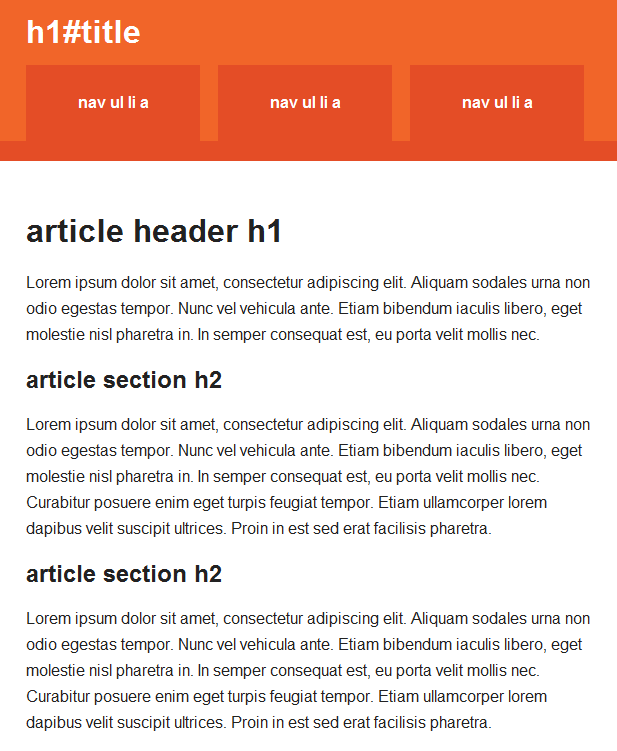 h1#title
nav ul li a nav ul li a nav ul li a
article header h1
Lorem ipsum dolor sit amet, consectetur adipiscing elit. Aliquam sodales urna non
odio egestas tempor. Nunc vel vehicula ante. Etiam bibendum iaculis libero, eget
molestie nisl pharetra in. In semper consequat est, eu porta velit mollis nec.
article section h2
Lorem ipsum dolor sit amet, consectetur adipiscing elit. Aliquam sodales urna non
odio egestas tempor. Nunc vel vehicula ante. Etiam bibendum iaculis libero, eget
molestie nisl pharetra in. In semper consequat est, eu porta velit mollis nec.
Curabitur posuere enim eget turpis feugiat tempor. Etiam ullamcorper lorem
dapibus velit suscipit ultrices. Proin in est sed erat facilisis pharetra.
article section h2
Lorem ipsum dolor sit amet, consectetur adipiscing elit. Aliquam sodales urna non
odio egestas tempor. Nunc vel vehicula ante. Etiam bibendum iaculis libero, eget
molestie nisl pharetra in. In semper consequat est, eu porta velit mollis nec.
Curabitur posuere enim eget turpis feugiat tempor. Etiam ullamcorper lorem
dapibus velit suscipit ultrices. Proin in est sed erat facilisis pharetra.